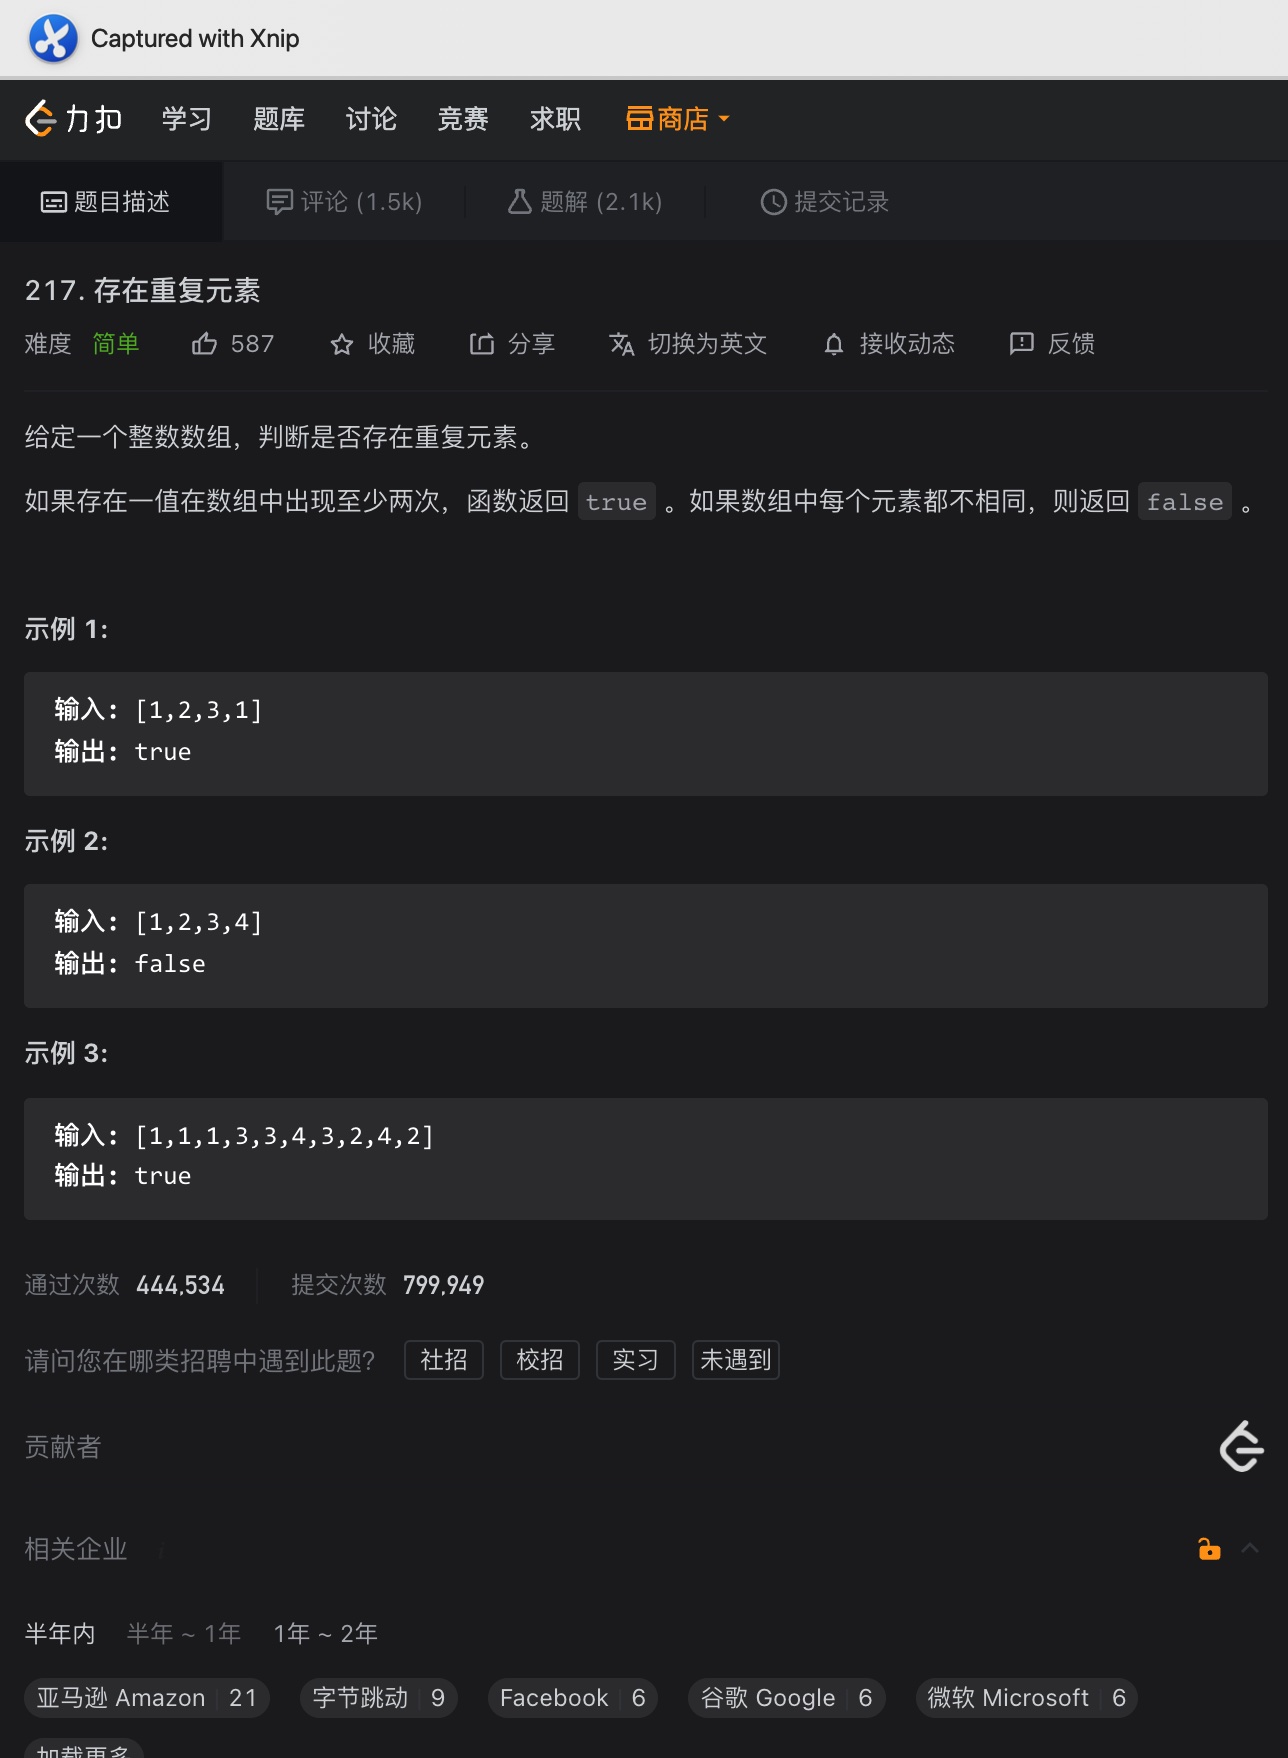 Captured with Xnip
力扣 学习 题库 讨论 竞赛 求职 商店
题目描述 评论 (1.5k) 题解 (2.1k) 提交记录
217. 存在重复元素
难度 简单 587 收藏 分享 切换为英文 接收动态 反馈
给定一个整数数组，判断是否存在重复元素。
如果存在一值在数组中出现至少两次，函数返回 true 。如果数组中每个元素都不相同，则返回 false 。
示例 1:
输入: [1,2,3,1]
输出: true
示例 2:
输入: [1,2,3,4]
输出: false
示例 3:
输入: [1,1,1,3,3,4,3,2,4,2]
输出: true
通过次数 444,534 提交次数 799,949
请问您在哪类招聘中遇到此题? 社招 校招 实习 未遇到
贡献者
相关企业 i
半年内 半年 ~ 1年 1年 ~ 2年
亚马逊 Amazon 21 字节跳动 9 Facebook 6 谷歌 Google 6 微软 Microsoft 6
加载更多